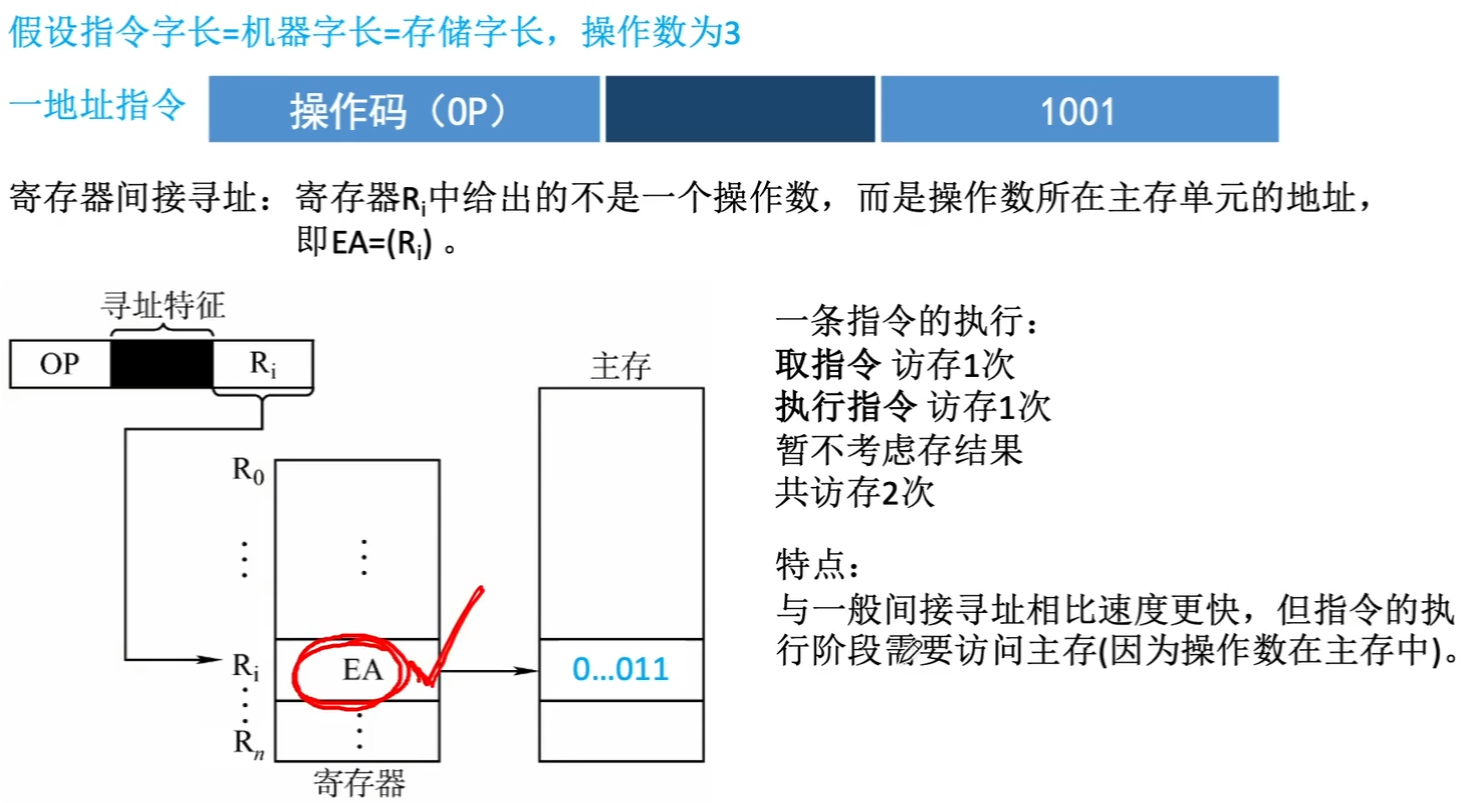 假设指令字长=机器字长=存储字长，操作数为3
一地址指令 操作码（OP） 1001
寄存器间接寻址：寄存器Ri中给出的不是一个操作数，而是操作数所在主存单元的地址，
即EA=(Ri) 。
寻址特征
OP Ri
主存
R0
⋮ ⋮
Ri EA 0...011
⋮ ⋮
Rn
寄存器
一条指令的执行：
取指令 访存1次
执行指令 访存1次
暂不考虑存结果
共访存2次
特点：
与一般间接寻址相比速度更快，但指令的执
行阶段需要访问主存(因为操作数在主存中)。